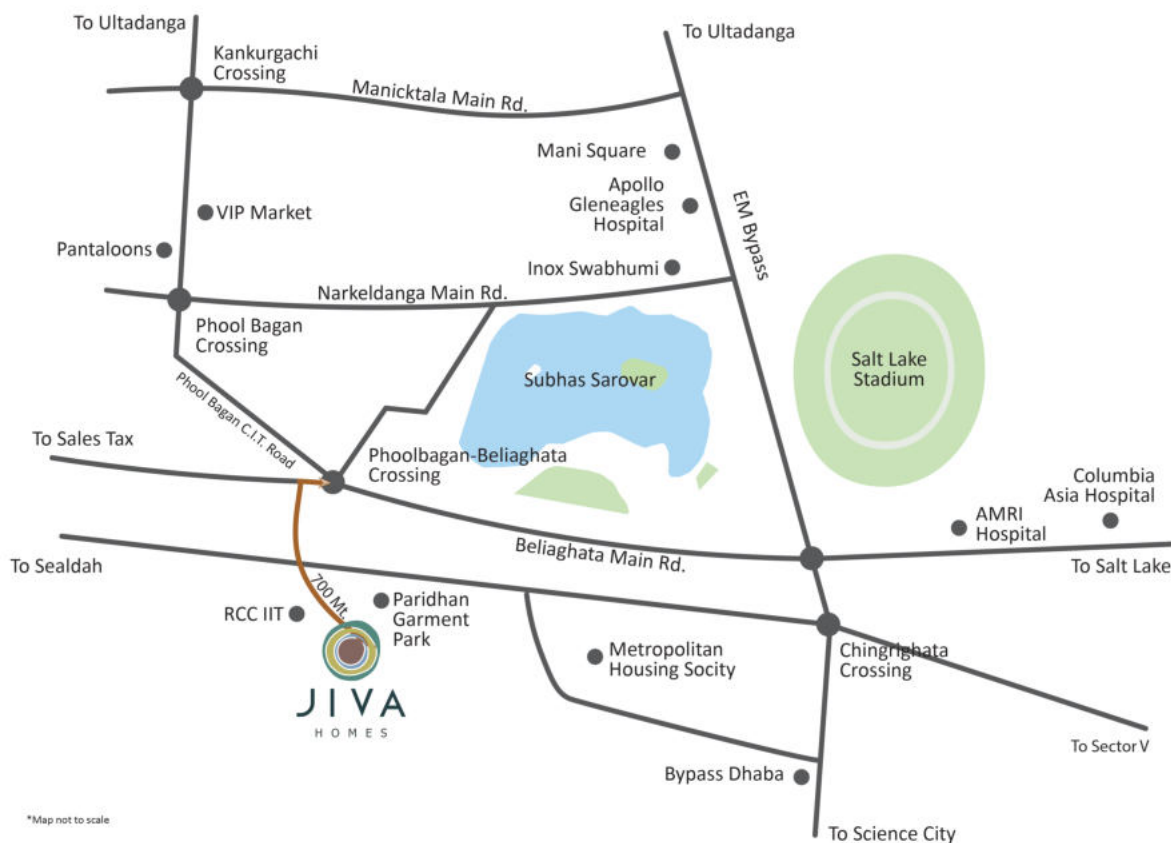 To Ultadanga
To Ultadanga
Kankurgachi
Crossing
Manicktala Main Rd.
Mani Square
Apollo
Gleneagles
Hospital
EM Bypass
VIP Market
Pantaloons
Inox Swabhumi
Narkeldanga Main Rd.
Phool Bagan
Crossing
Subhas Sarovar
Salt Lake
Stadium
Phool Bagan C.I.T. Road
To Sales Tax
Phoolbagan-Beliaghata
Crossing
Columbia
Asia Hospital
AMRI
Hospital
Beliaghata Main Rd.
To Salt Lake
To Sealdah
700 Mt.
RCC IIT
Paridhan
Garment
Park
Metropolitan
Housing Socity
Chingrighata
Crossing
JIVA
HOMES
To Sector V
Bypass Dhaba
*Map not to scale
To Science City